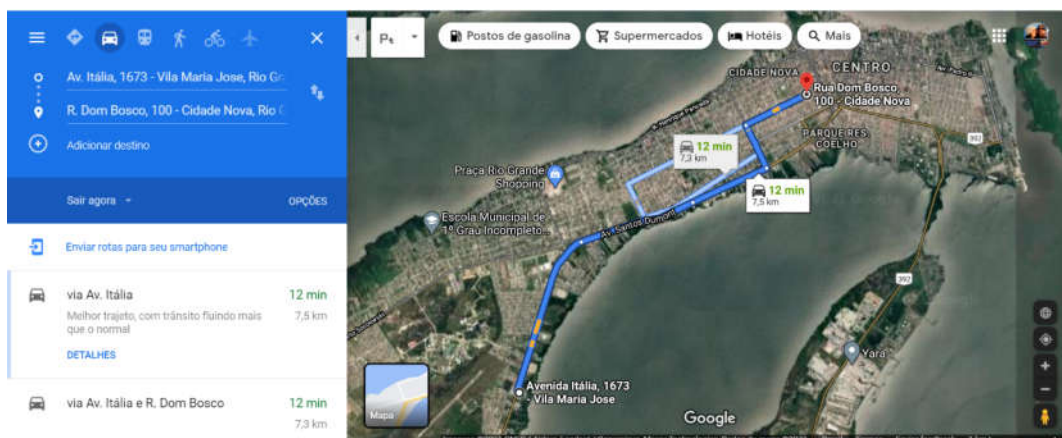 Av. Itália, 1673 - Vila Maria Jose, Rio Gr
R. Dom Bosco, 100 - Cidade Nova, Rio
Adicionar destino
Sair agora
OPÇÕES
Enviar rotas para seu smartphone
via Av. Itália
12 min
Melhor trajeto, com trânsito fluindo mais
7,5 km
que o normal
DETALHES
via Av. Itália e R. Dom Bosco
12 min
7,3 km
Postos de gasolina
Supermercados
Hotéis
Mais
CIDADE NOVA
CENTRO
Rua Dom Bosco,
100 - Cidade Nova
392
PARQUE RES.
COELHO
12 min
7,3 km
Praça Rio Grande
Shopping
12 min
7,5 km
Escola Municipal de
1º Grau Incompleto...
Av. Santos Dumont
392
Yara
Avenida Itália, 1673
Vila Maria Jose
Mapa
Google